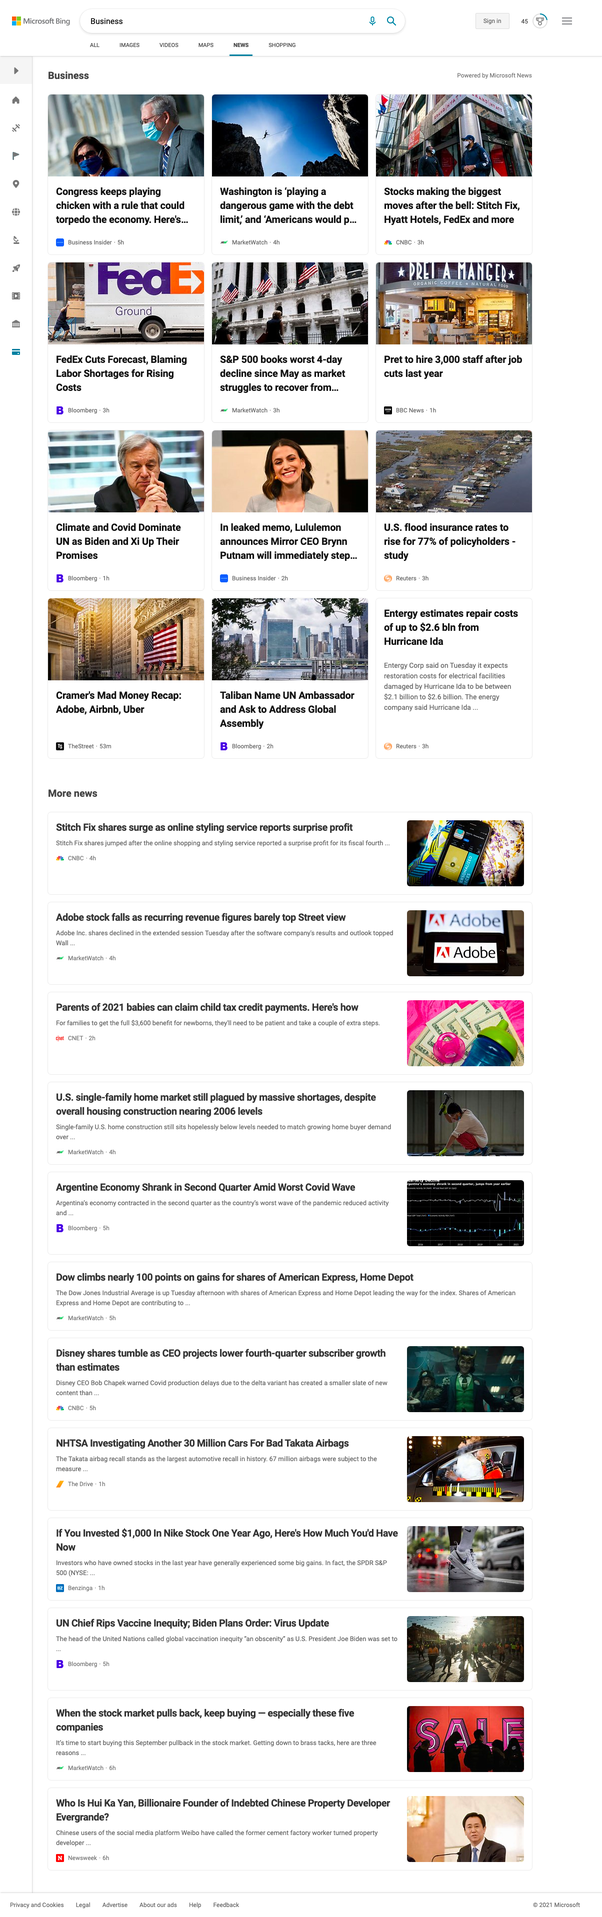 Microsoft Bing
Business
Sign in
45
ALL IMAGES VIDEOS MAPS NEWS SHOPPING
Business
Powered by Microsoft News
Congress keeps playing
chicken with a rule that could
torpedo the economy. Here's...
Business Insider · 5h
Washington is 'playing a
dangerous game with the debt
limit,' and 'Americans would p...
MarketWatch · 4h
Stocks making the biggest
moves after the bell: Stitch Fix,
Hyatt Hotels, FedEx and more
CNBC · 3h
FedEx
Ground
FedEx Cuts Forecast, Blaming
Labor Shortages for Rising
Costs
Bloomberg · 3h
S&P 500 books worst 4-day
decline since May as market
struggles to recover from...
MarketWatch · 3h
PRET A MANGER
ORGANIC COFFEE NATURAL FOOD
Pret to hire 3,000 staff after job
cuts last year
BBC News · 1h
Climate and Covid Dominate
UN as Biden and Xi Up Their
Promises
Bloomberg · 1h
In leaked memo, Lululemon
announces Mirror CEO Brynn
Putnam will immediately step...
Business Insider · 2h
U.S. flood insurance rates to
rise for 77% of policyholders -
study
Reuters · 3h
Cramer's Mad Money Recap:
Adobe, Airbnb, Uber
TheStreet · 53m
Taliban Name UN Ambassador
and Ask to Address Global
Assembly
Bloomberg · 2h
Entergy estimates repair costs
of up to $2.6 bln from
Hurricane Ida
Entergy Corp said on Tuesday it expects
restoration costs for electrical facilities
damaged by Hurricane Ida to be between
$2.1 billion to $2.6 billion. The energy
company said Hurricane Ida ...
Reuters · 3h
More news
Stitch Fix shares surge as online styling service reports surprise profit
Stitch Fix shares jumped after the online shopping and styling service reported a surprise profit for its fiscal fourth ...
CNBC · 4h
Adobe stock falls as recurring revenue figures barely top Street view
Adobe Inc. shares declined in the extended session Tuesday after the software company's results and outlook topped
Wall ...
MarketWatch · 4h
Adobe
Adobe
Parents of 2021 babies can claim child tax credit payments. Here's how
For families to get the full $3,600 benefit for newborns, they'll need to be patient and take a couple of extra steps.
CNET · 2h
U.S. single-family home market still plagued by massive shortages, despite
overall housing construction nearing 2006 levels
Single-family U.S. home construction still sits hopelessly below levels needed to match growing home buyer demand
over ...
MarketWatch · 4h
Argentine Economy Shrank in Second Quarter Amid Worst Covid Wave
Argentina's economy contracted in the second quarter as the country's worst wave of the pandemic reduced activity
and ...
Bloomberg · 5h
Dow climbs nearly 100 points on gains for shares of American Express, Home Depot
The Dow Jones Industrial Average is up Tuesday afternoon with shares of American Express and Home Depot leading the way for the index. Shares of American
Express and Home Depot are contributing to ...
MarketWatch · 5h
Disney shares tumble as CEO projects lower fourth-quarter subscriber growth
than estimates
Disney CEO Bob Chapek warned Covid production delays due to the delta variant has created a smaller slate of new
content than ...
CNBC · 5h
NHTSA Investigating Another 30 Million Cars For Bad Takata Airbags
The Takata airbag recall stands as the largest automotive recall in history. 67 million airbags were subject to the
measure ...
The Drive · 1h
If You Invested $1,000 In Nike Stock One Year Ago, Here's How Much You'd Have
Now
Investors who have owned stocks in the last year have generally experienced some big gains. In fact, the SPDR S&P
500 (NYSE: ...
Benzinga · 1h
UN Chief Rips Vaccine Inequity; Biden Plans Order: Virus Update
The head of the United Nations called global vaccination inequity "an obscenity" as U.S. President Joe Biden was set to
...
Bloomberg · 5h
When the stock market pulls back, keep buying — especially these five
companies
It's time to start buying this September pullback in the stock market. Getting down to brass tacks, here are three
reasons ...
MarketWatch · 6h
SALE
Who Is Hui Ka Yan, Billionaire Founder of Indebted Chinese Property Developer
Evergrande?
Chinese users of the social media platform Weibo have called the former cement factory worker turned property
developer ...
Newsweek · 6h
Privacy and Cookies Legal Advertise About our ads Help Feedback
© 2021 Microsoft